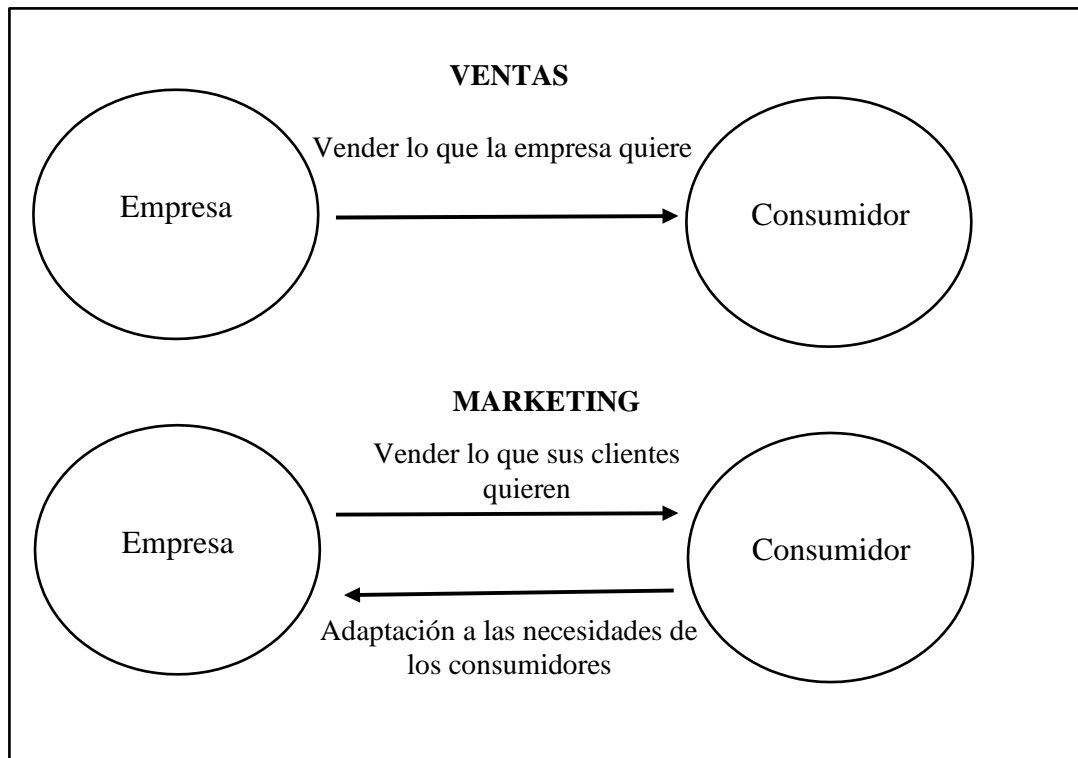 VENTAS
Vender lo que la empresa quiere
Empresa
Consumidor
MARKETING
Vender lo que sus clientes
quieren
Empresa
Consumidor
Adaptación a las necesidades de
los consumidores